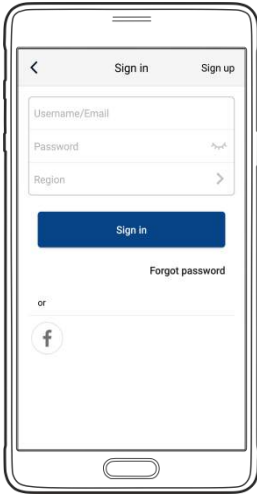 Sign in Sign up
Username/Email
Password
Region
Sign in
Forgot password
or
f